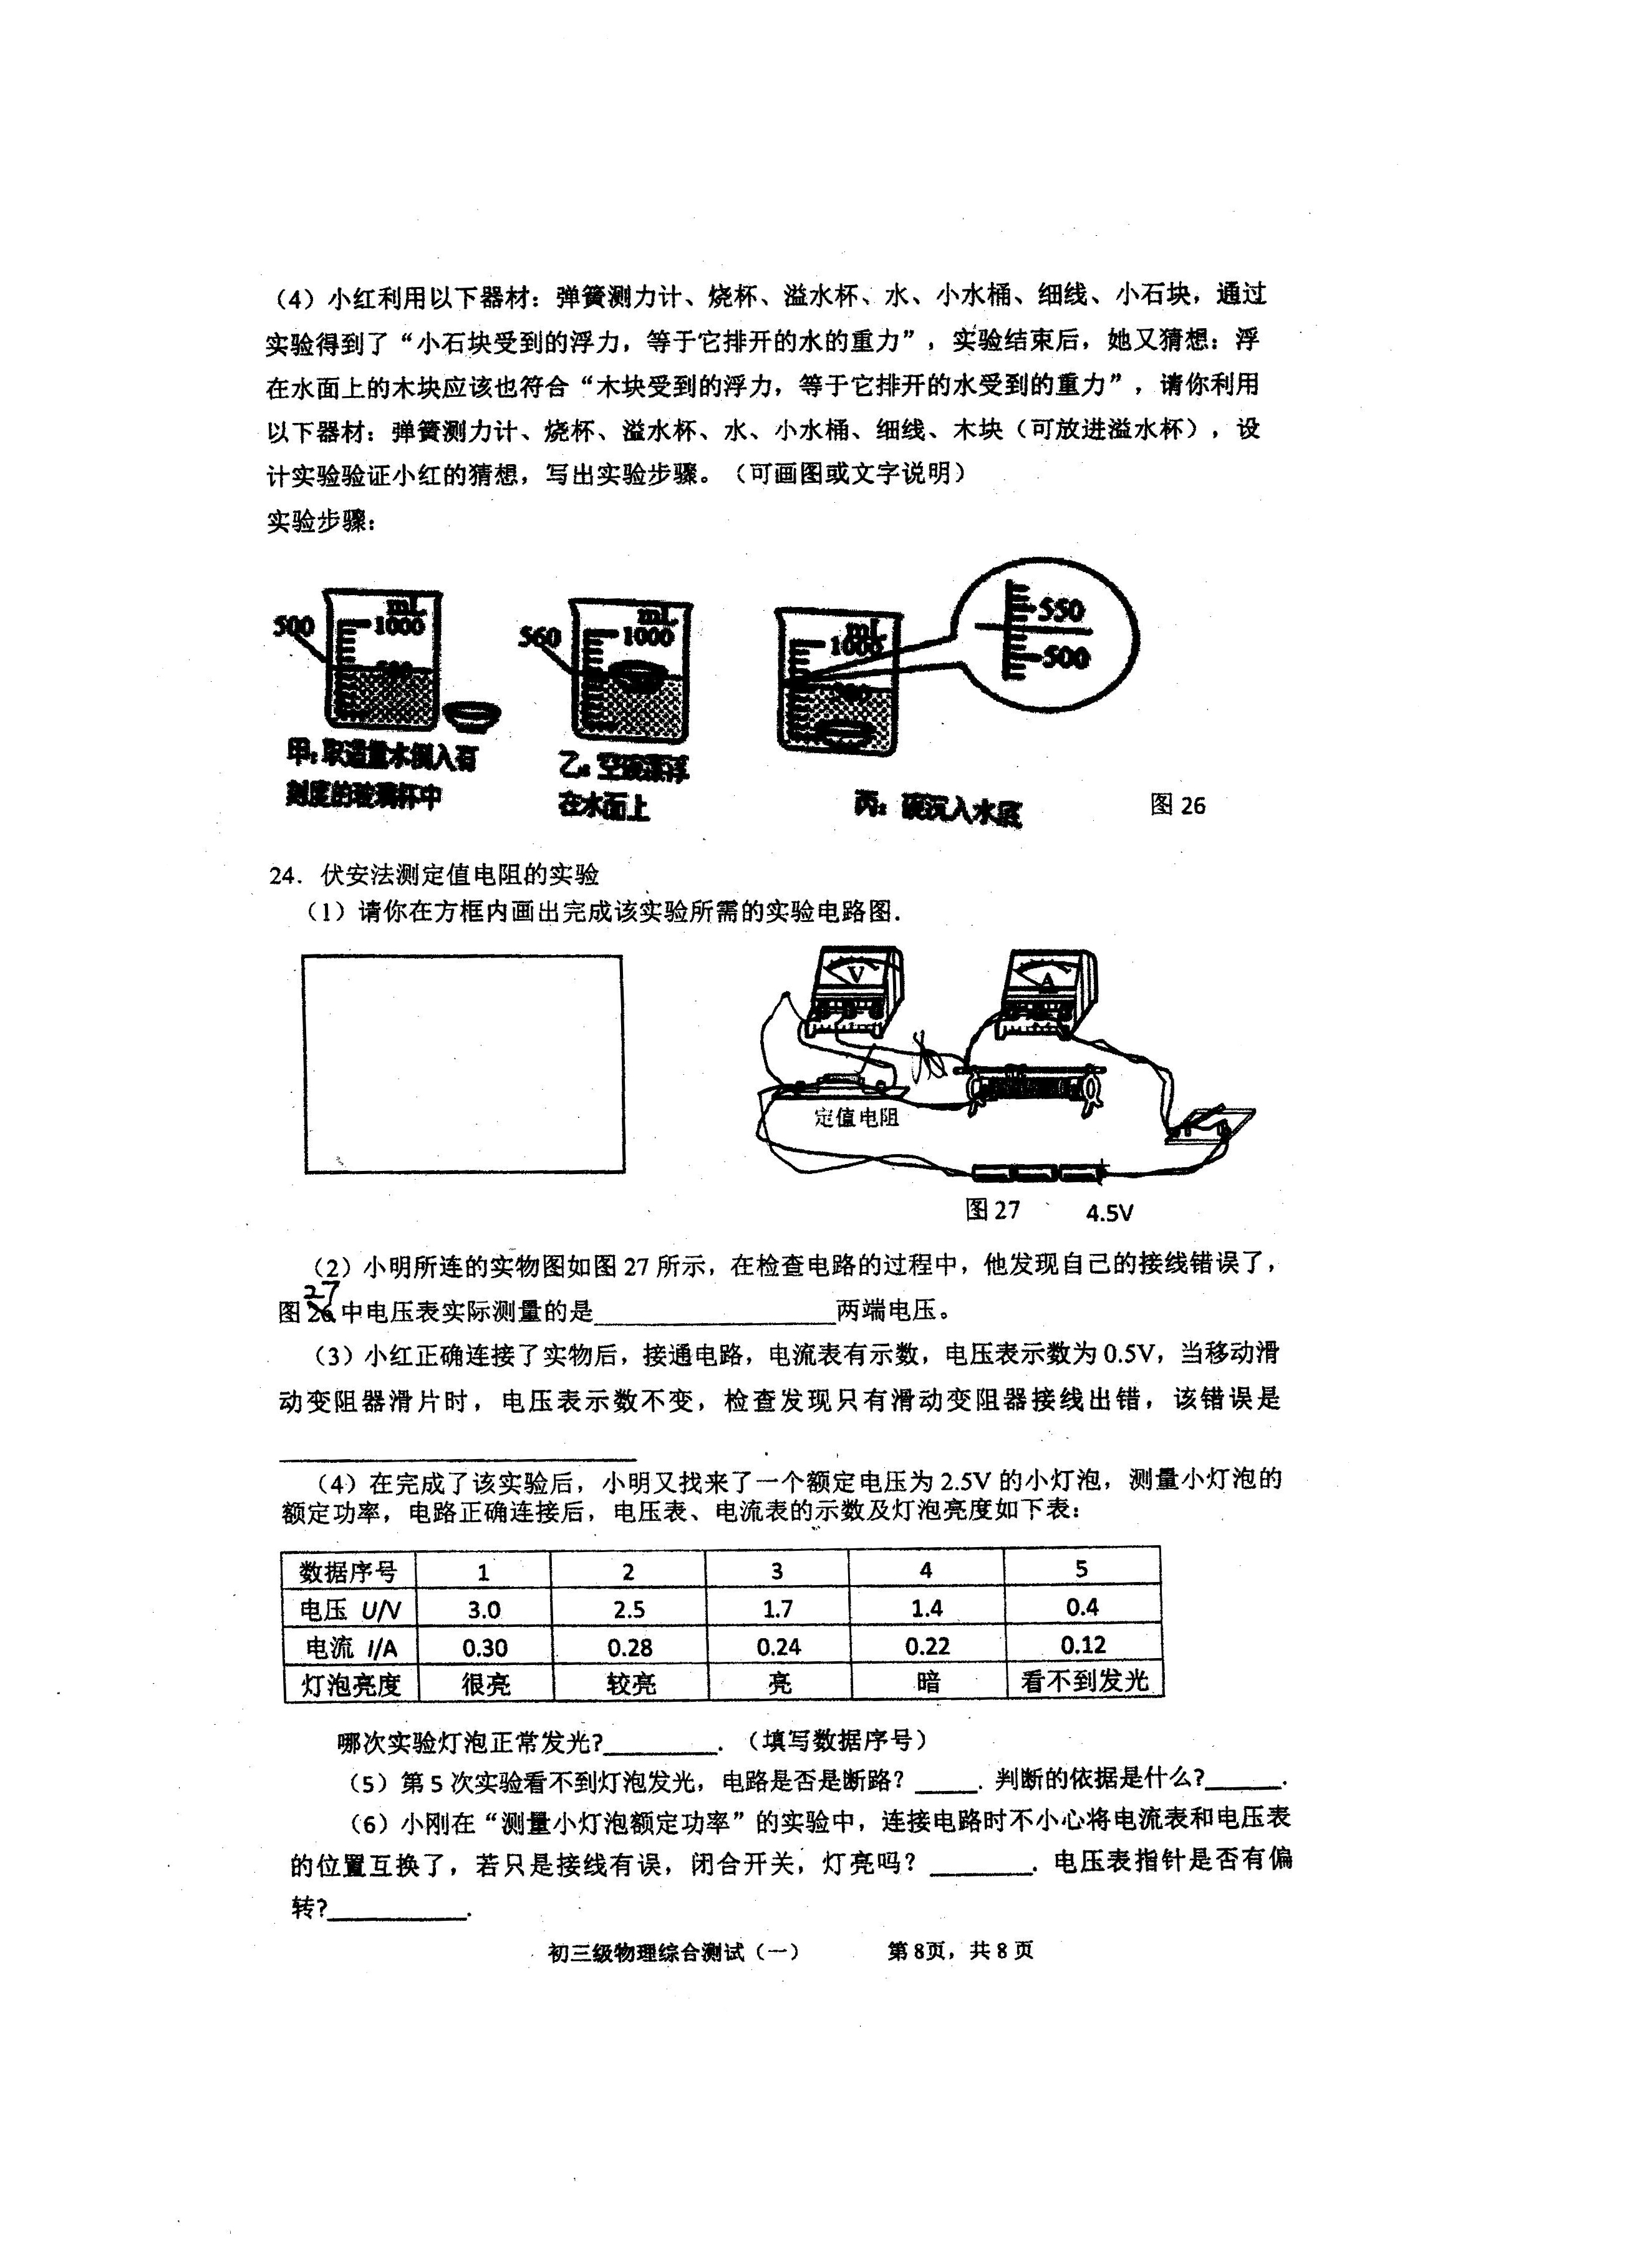 （4）小红利用以下器材：弹簧测力计、烧杯、溢水杯、水、小水桶、细线、小石块，通过
实验得到了“小石块受到的浮力，等于它排开的水的重力”，实验结束后，她又猜想：浮
在水面上的木块应该也符合“木块受到的浮力，等于它排开的水受到的重力”，请你利用
以下器材：弹簧测力计、烧杯、溢水杯、水、小水桶、细线、木块（可放进溢水杯），设
计实验验证小红的猜想，写出实验步骤。（可画图或文字说明）
实验步骤：
500
mL
1000
500
560
mL
1000
mL
1000
550
500
甲：取适量水倒入有
刻度的玻璃杯中
乙：空碗漂浮
在水面上
丙：碗沉入水底
图 26
24．伏安法测定值电阻的实验
（1）请你在方框内画出完成该实验所需的实验电路图．
V
A
定值电阻
图 27
4.5V
（2）小明所连的实物图如图 27 所示，在检查电路的过程中，他发现自己的接线错误了，
27
图 26 中电压表实际测量的是____________________两端电压。
（3）小红正确连接了实物后，接通电路，电流表有示数，电压表示数为 0.5V，当移动滑
动变阻器滑片时，电压表示数不变，检查发现只有滑动变阻器接线出错，该错误是
______________________________
（4）在完成了该实验后，小明又找来了一个额定电压为 2.5V 的小灯泡，测量小灯泡的
额定功率，电路正确连接后，电压表、电流表的示数及灯泡亮度如下表：
数据序号 1 2 3 4 5
电压 U/V 3.0 2.5 1.7 1.4 0.4
电流 I/A 0.30 0.28 0.24 0.22 0.12
灯泡亮度 很亮 较亮 亮 暗 看不到发光
哪次实验灯泡正常发光?_________．（填写数据序号）
（5）第 5 次实验看不到灯泡发光，电路是否是断路？_____．判断的依据是什么?______．
（6）小刚在“测量小灯泡额定功率”的实验中，连接电路时不小心将电流表和电压表
的位置互换了，若只是接线有误，闭合开关，灯亮吗？________．电压表指针是否有偏
转?___________．
初三级物理综合测试（一） 第 8页，共 8 页